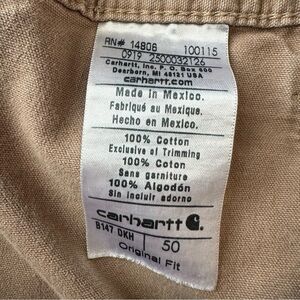 RN# 14806 100115
0919 2500032126
Carhartt, Inc. P.O. Box 600
Dearborn, MI 48121 USA
carhartt.com
Made in Mexico.
Fabriqué au Mexique.
Hecho en Mexico.
100% Cotton
Exclusive of Trimming
100% Coton
Sans garniture
100% Algodón
Sin incluir adorno
carhartt
B147 DKH 50
Original Fit